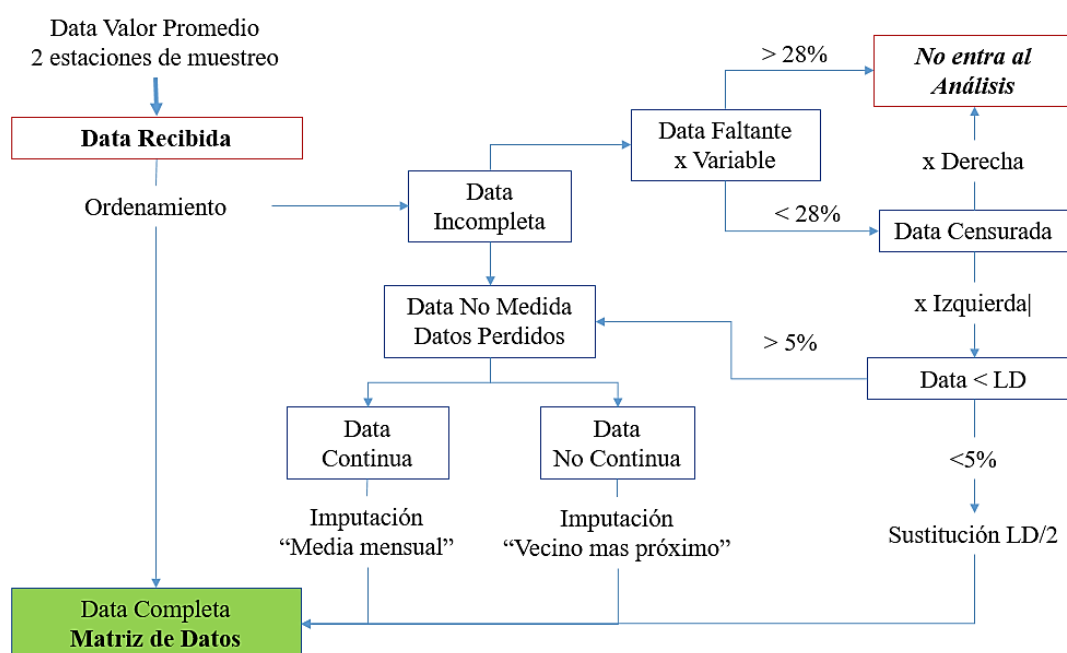 Data Valor Promedio
2 estaciones de muestreo
Data Recibida
Ordenamiento
Data
Incompleta
Data Faltante
x Variable
> 28%
< 28%
No entra al
Análisis
x Derecha
Data Censurada
x Izquierda|
Data < LD
> 5%
<5%
Sustitución LD/2
Data No Medida
Datos Perdidos
Data
Continua
Data
No Continua
Imputación
“Media mensual”
Imputación
“Vecino mas próximo”
Data Completa
Matriz de Datos